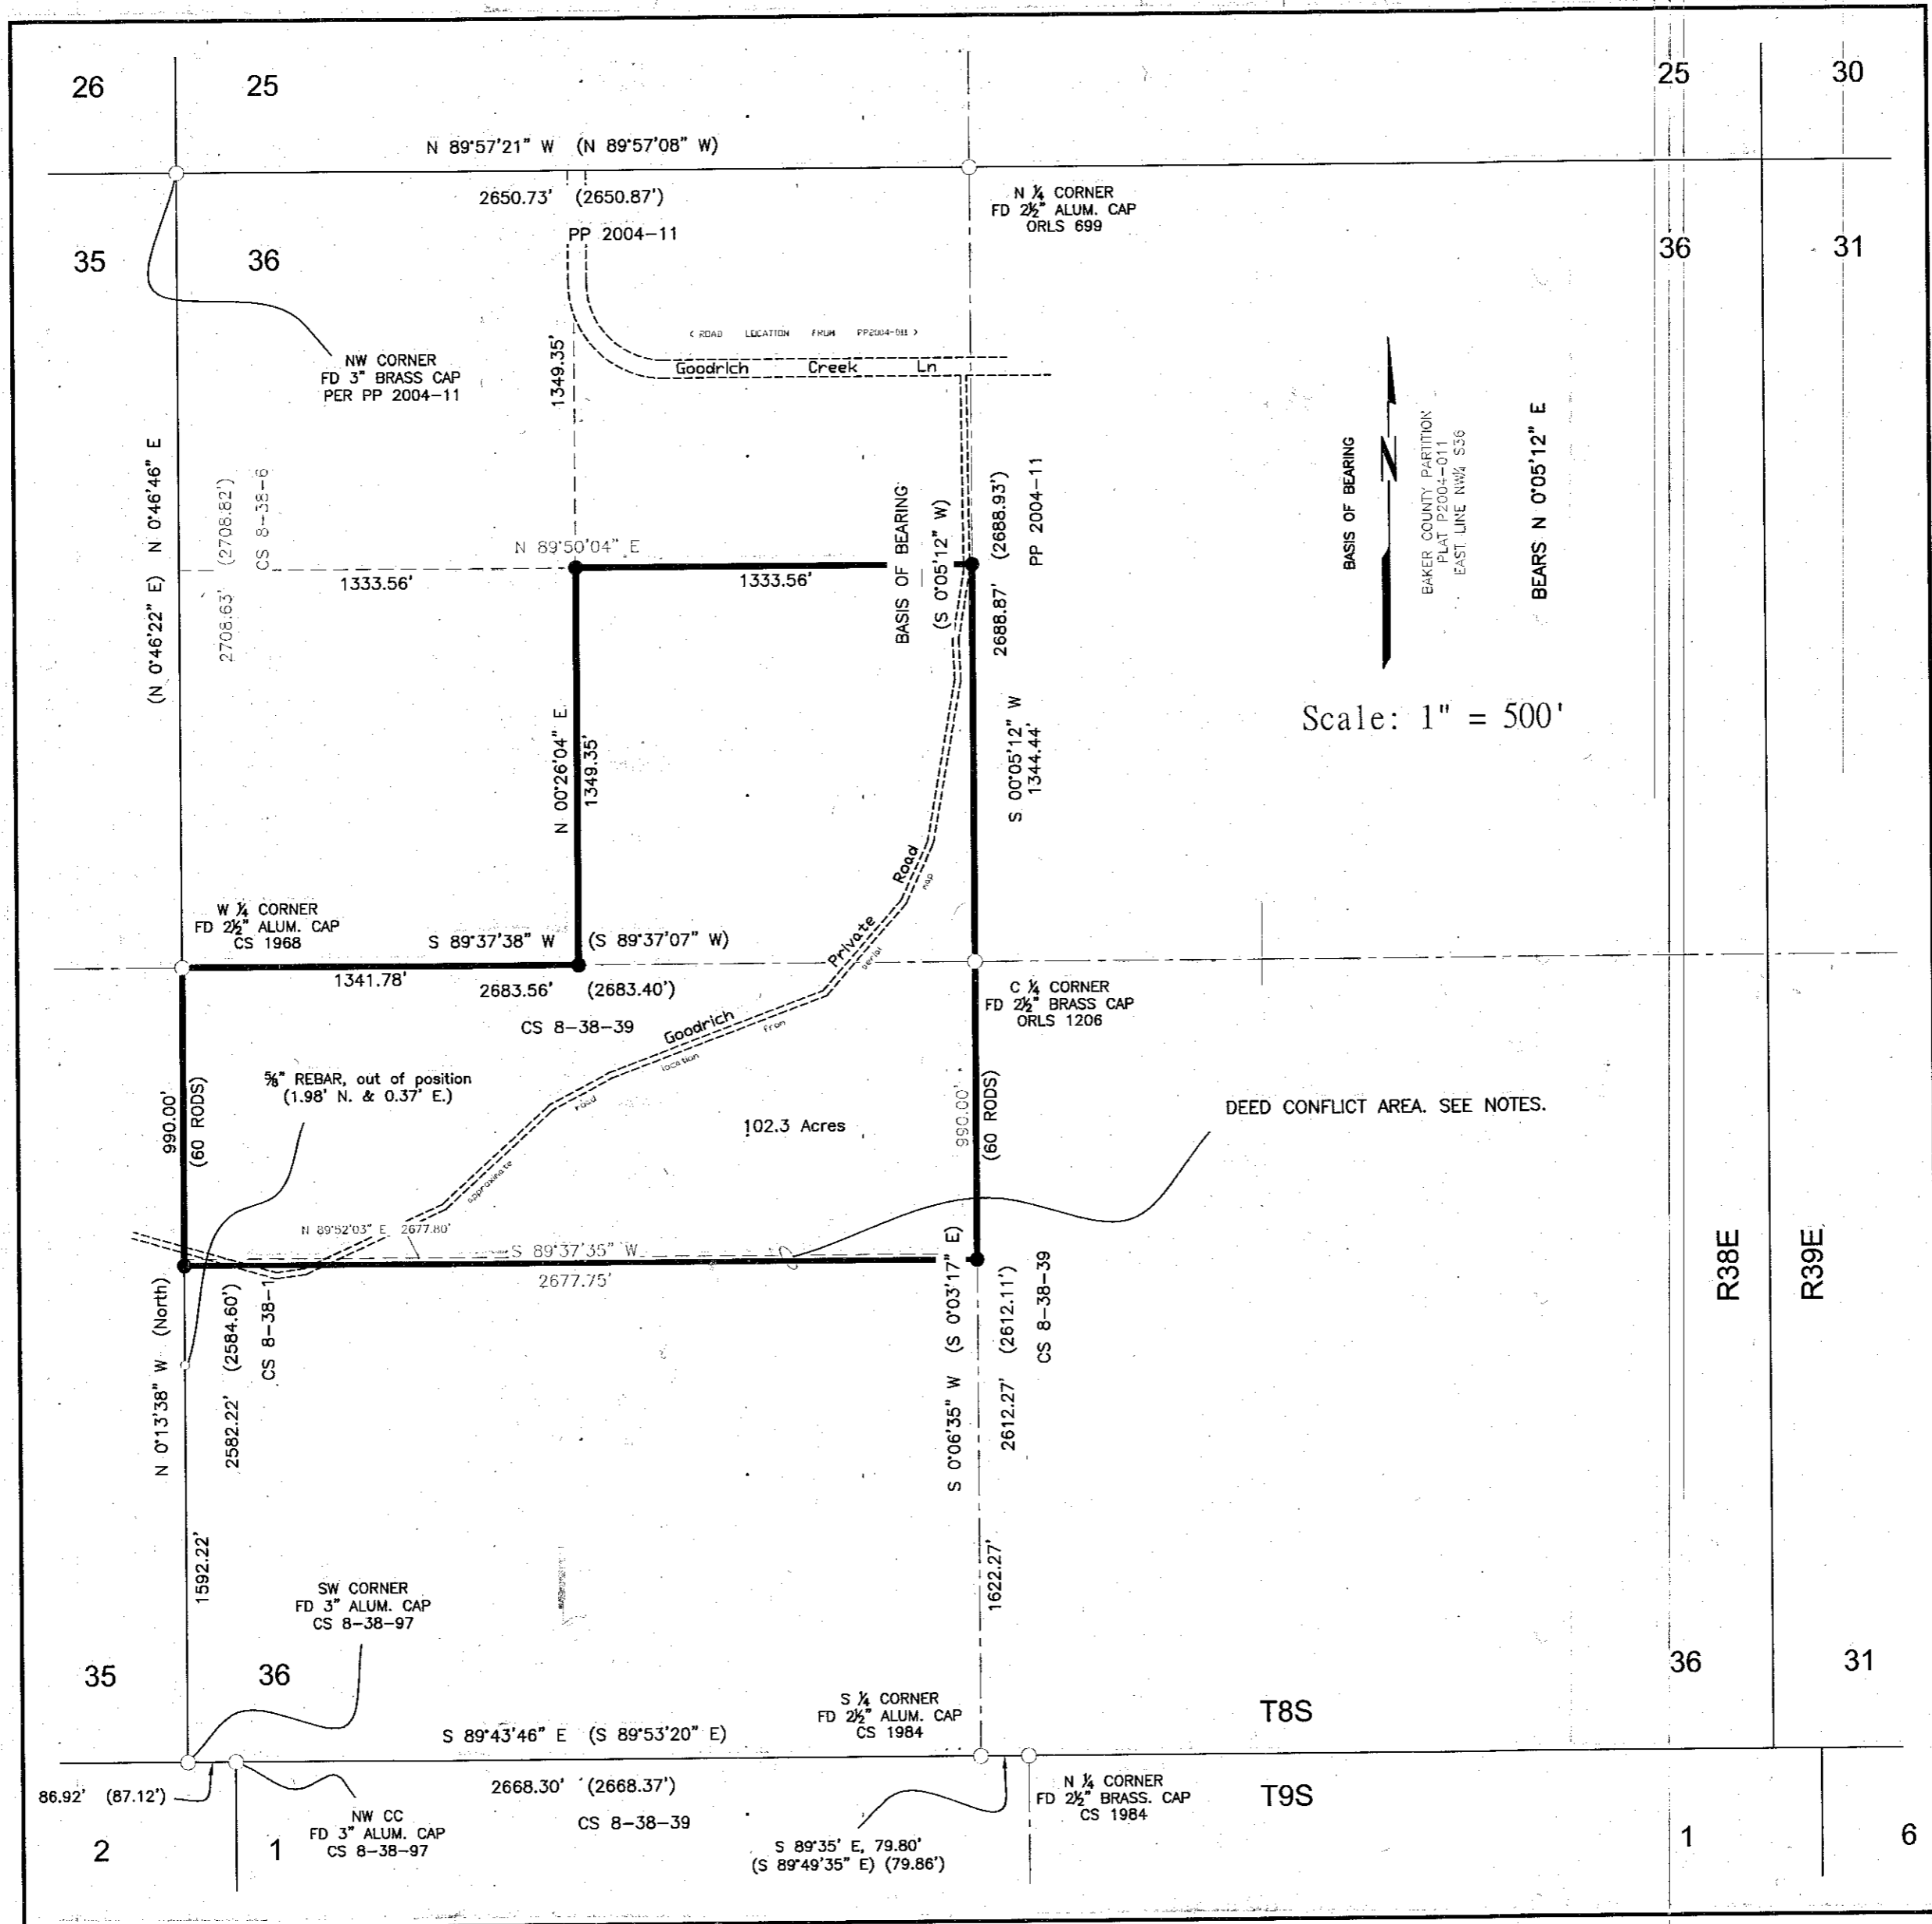 26
25
25
30
N 89°57'21" W (N 89°57'08" W)
2650.73' (2650.87')
N ¼ CORNER
FD 2½" ALUM. CAP
ORLS 699
PP 2004-11
35
36
36
31
NW CORNER
FD 3" BRASS CAP
PER PP 2004-11
1349.35'
( ROAD LOCATION FROM PP2004-011 )
Goodrich Creek Ln
(N 0°46'22" E) N 0°46'46" E
2708.63' (2708.82')
CS 8-38-6
N 89°50'04" E
1333.56'
1333.56'
BASIS OF BEARING
(S 0°05'12" W)
2688.87' (2688.93')
PP 2004-11
BASIS OF BEARING
N
BAKER COUNTY PARTITION
PLAT P2004-011
EAST LINE NW¼ S36
BEARS N 0°05'12" E
Scale: 1" = 500'
N 00°26'04" E
1349.35'
S 00°05'12" W
1344.44'
W ¼ CORNER
FD 2½" ALUM. CAP
CS 1968
S 89°37'38" W (S 89°37'07" W)
1341.78'
2683.56' (2683.40')
CS 8-38-39
C ¼ CORNER
FD 2½" BRASS CAP
ORLS 1206
Goodrich Private Road
approximate road location from aerial map
990.00'
(60 RODS)
⅝" REBAR, out of position
(1.98' N. & 0.37' E.)
102.3 Acres
990.00'
(60 RODS)
DEED CONFLICT AREA. SEE NOTES.
N 89°52'03" E 2677.80'
S 89°37'35" W
2677.75'
N 0°13'38" W (North)
2582.22' (2584.60')
CS 8-38-1
S 0°06'35" W (S 0°03'17" E)
2612.27' (2612.11')
CS 8-38-39
R38E
R39E
1592.22'
1622.27'
SW CORNER
FD 3" ALUM. CAP
CS 8-38-97
35
36
36
31
S ¼ CORNER
FD 2½" ALUM. CAP
CS 1984
T8S
S 89°43'46" E (S 89°53'20" E)
2668.30' (2668.37')
CS 8-38-39
86.92' (87.12')
NW CC
FD 3" ALUM. CAP
CS 8-38-97
N ¼ CORNER
FD 2½" BRASS. CAP
CS 1984
T9S
S 89°35' E, 79.80'
(S 89°49'35" E) (79.86')
2
1
1
6